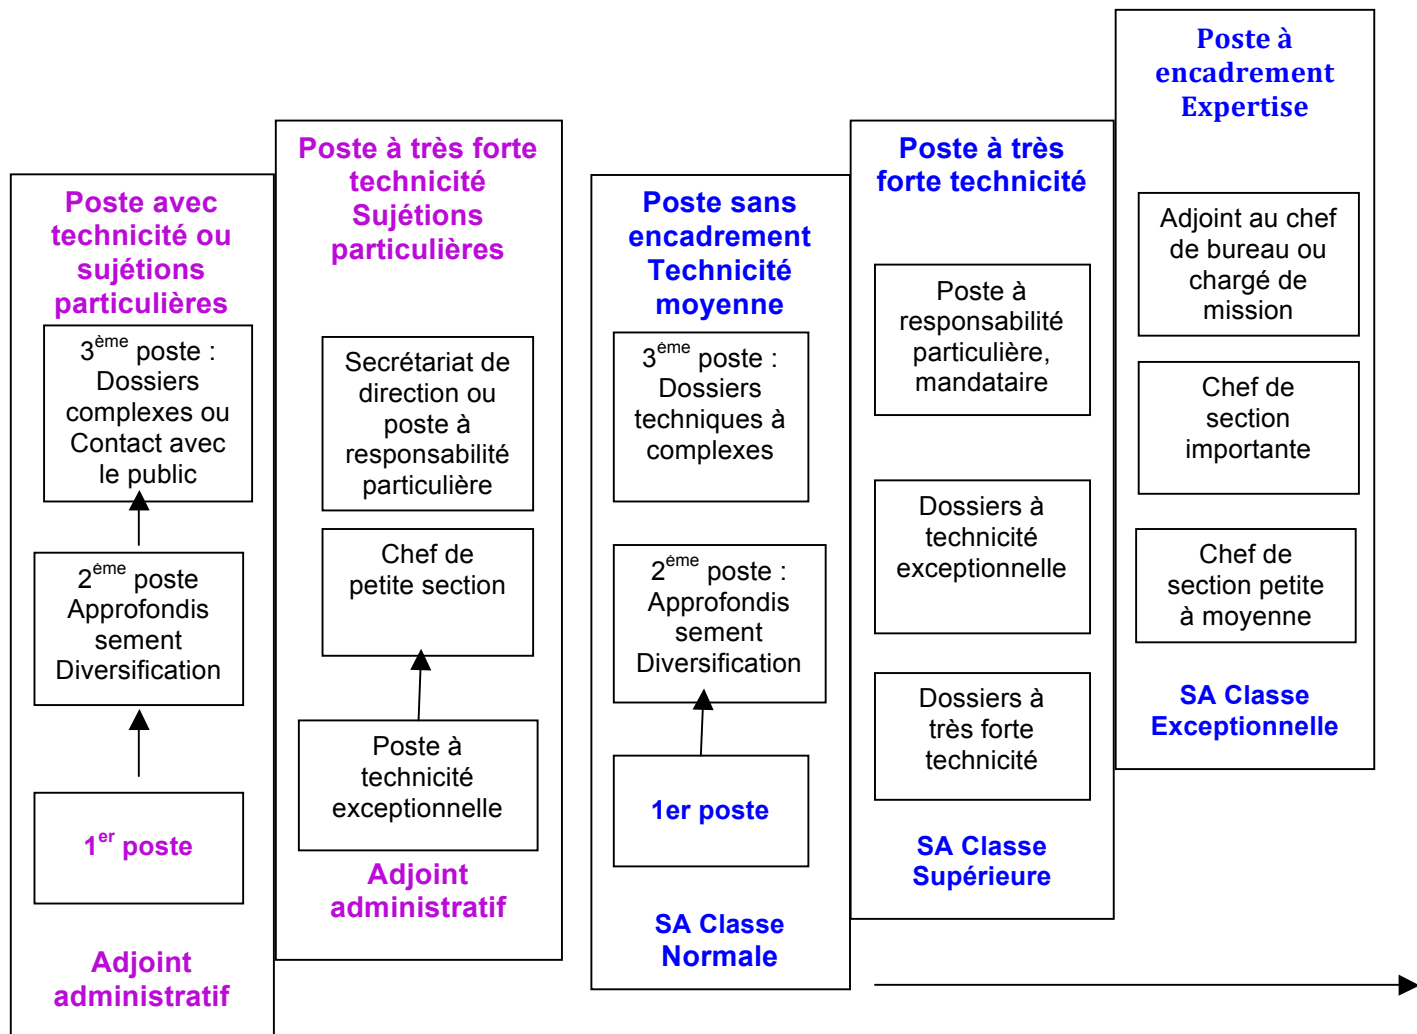 Poste avec
technicité ou
sujétions
particulières
3ème poste :
Dossiers
complexes ou
Contact avec
le public
2ème poste
Approfondis
sement
Diversification
1er poste
Adjoint
administratif
Poste à très forte
technicité
Sujétions
particulières
Secrétariat de
direction ou
poste à
responsabilité
particulière
Chef de
petite section
Poste à
technicité
exceptionnelle
Adjoint
administratif
Poste sans
encadrement
Technicité
moyenne
3ème poste :
Dossiers
techniques à
complexes
2ème poste :
Approfondis
sement
Diversification
1er poste
SA Classe
Normale
Poste à très
forte technicité
Poste à
responsabilité
particulière,
mandataire
Dossiers à
technicité
exceptionnelle
Dossiers à
très forte
technicité
SA Classe
Supérieure
Poste à
encadrement
Expertise
Adjoint au chef
de bureau ou
chargé de
mission
Chef de
section
importante
Chef de
section petite
à moyenne
SA Classe
Exceptionnelle